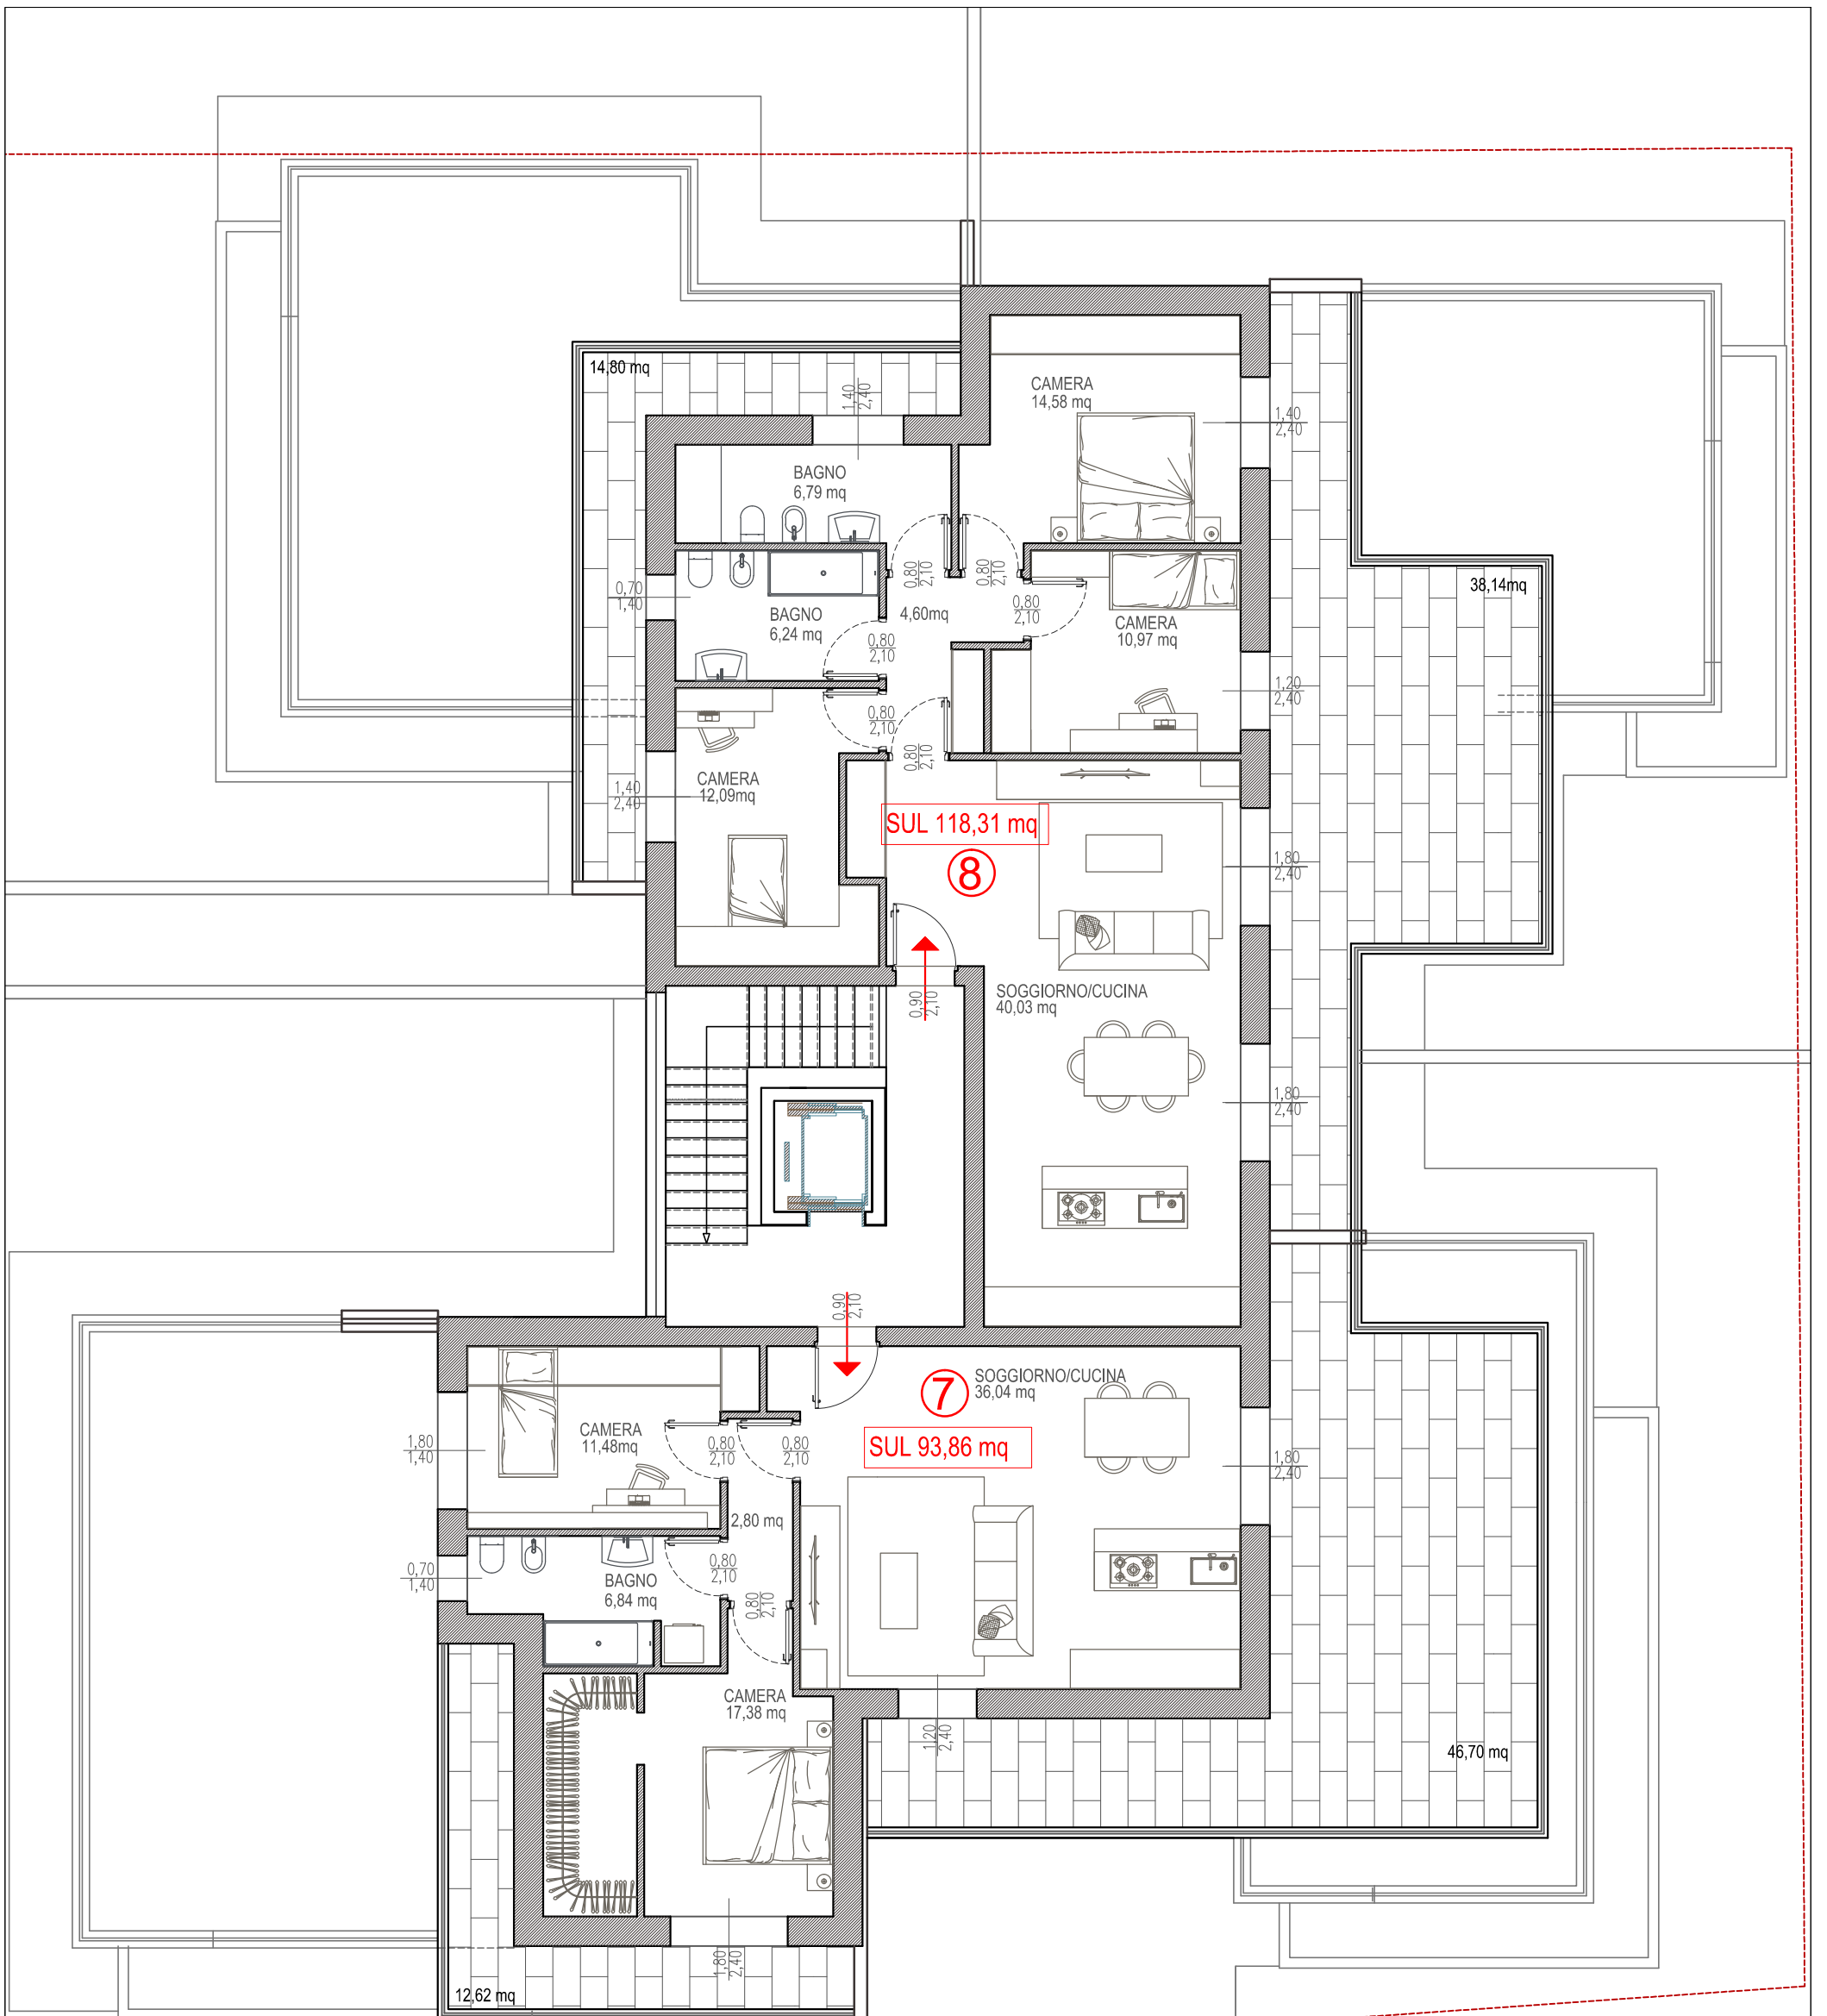 14,80 mq
1,40
2,40
CAMERA
14,58 mq
1,40
2,40
BAGNO
6,79 mq
0,80
2,10
0,80
2,10
0,70
1,40
BAGNO
6,24 mq
4,60mq
0,80
2,10
CAMERA
10,97 mq
38,14mq
0,80
2,10
1,20
2,40
0,80
2,10
0,80
2,10
CAMERA
12,09mq
1,40
2,40
SUL 118,31 mq
8
1,80
2,40
SOGGIORNO/CUCINA
40,03 mq
0,90
2,10
1,80
2,40
0,90
2,10
SOGGIORNO/CUCINA
36,04 mq
7
SUL 93,86 mq
CAMERA
11,48mq
1,80
1,40
0,80
2,10
0,80
2,10
1,80
2,40
2,80 mq
0,70
1,40
BAGNO
6,84 mq
0,80
2,10
0,80
2,10
CAMERA
17,38 mq
1,20
2,40
46,70 mq
1,80
2,40
12,62 mq